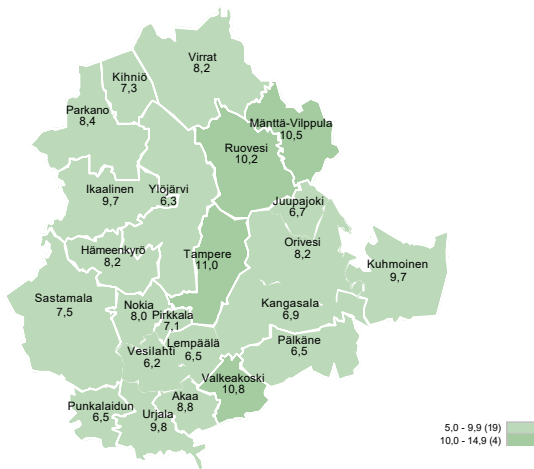 Virrat
8,2
Kihniö
7,3
Parkano
8,4
Mänttä-Vilppula
10,5
Ruovesi
10,2
Ikaalinen
9,7
Ylöjärvi
6,3
Juupajoki
6,7
Orivesi
8,2
Hämeenkyrö
8,2
Tampere
11,0
Kuhmoinen
9,7
Sastamala
7,5
Nokia
8,0
Pirkkala
7,1
Kangasala
6,9
Vesilahti
6,2
Lempäälä
6,5
Pälkäne
6,5
Valkeakoski
10,8
Akaa
8,8
Punkalaidun
6,5
Urjala
9,8
5,0 - 9,9 (19)
10,0 - 14,9 (4)